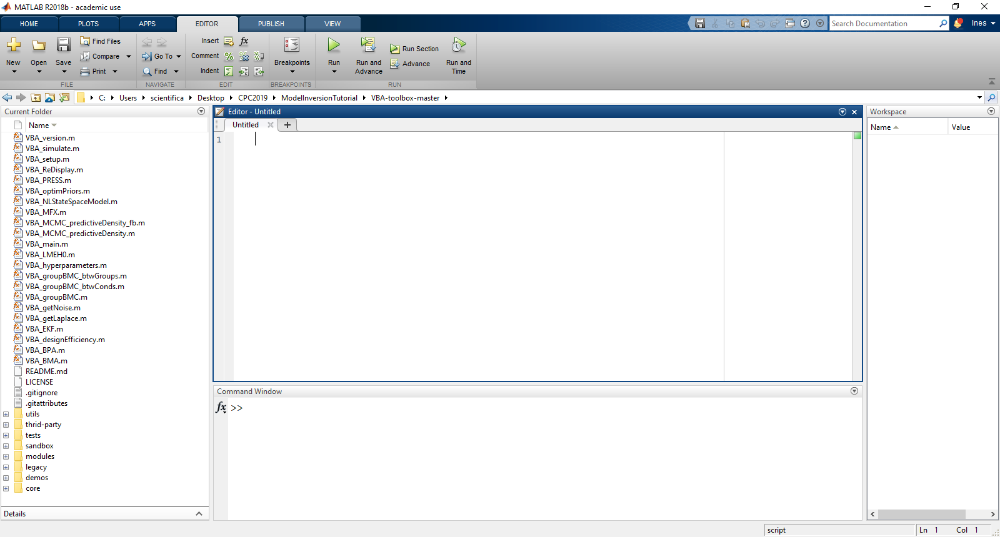 MATLAB R2018b - academic use
HOME PLOTS APPS EDITOR PUBLISH VIEW
Search Documentation
Ines
New
Open
Save
Find Files
Compare
Print
FILE
Go To
Find
NAVIGATE
Insert fx
Comment
Indent
EDIT
Breakpoints
BREAKPOINTS
Run
Run and Advance
Run Section
Advance
Run and Time
RUN
C: Users scientifica Desktop CPC2019 ModelInversionTutorial VBA-toolbox-master
Current Folder
Name
VBA_version.m
VBA_simulate.m
VBA_setup.m
VBA_ReDisplay.m
VBA_PRESS.m
VBA_optimPriors.m
VBA_NLStateSpaceModel.m
VBA_MFX.m
VBA_MCMC_predictiveDensity_fb.m
VBA_MCMC_predictiveDensity.m
VBA_main.m
VBA_LMEH0.m
VBA_hyperparameters.m
VBA_groupBMC_btwGroups.m
VBA_groupBMC_btwConds.m
VBA_groupBMC.m
VBA_getNoise.m
VBA_getLaplace.m
VBA_EKF.m
VBA_designEfficiency.m
VBA_BPA.m
VBA_BMA.m
README.md
LICENSE
.gitignore
.gitattributes
utils
thrid-party
tests
sandbox
modules
legacy
demos
core
Details
Editor - Untitled
Untitled
1
Command Window
fx >>
Workspace
Name Value
script
Ln 1 Col 1